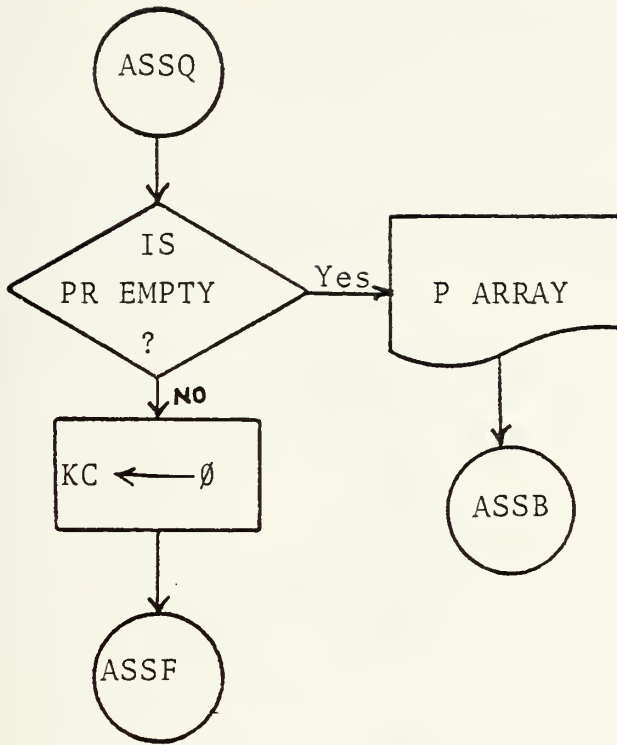 ASSQ
IS
PR EMPTY
?
Yes
P ARRAY
NO
KC ← Ø
ASSB
ASSF